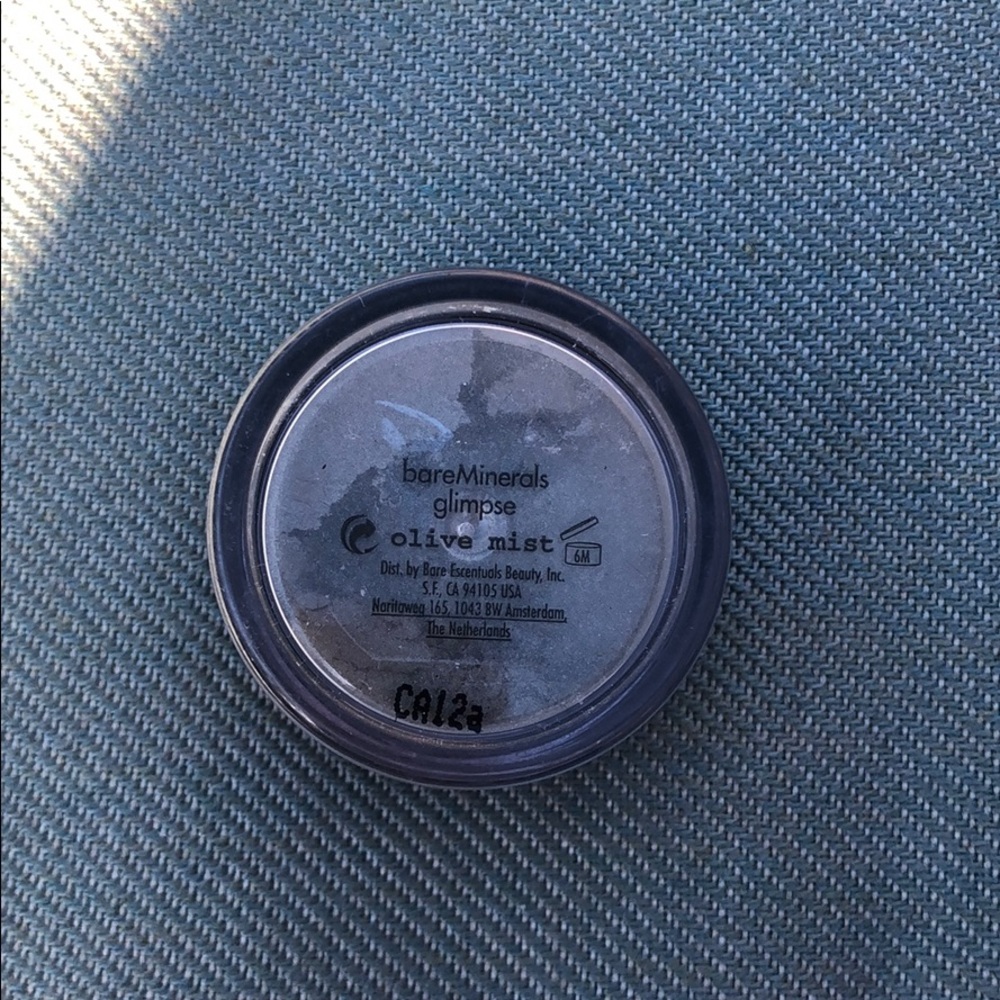 bareMinerals
glimpse
olive mist
6M
Dist. by Bare Escentuals Beauty, Inc.
S.F., CA 94105 USA
Noritaweg 165, 1043 BW Amsterdam,
The Netherlands
CA12a